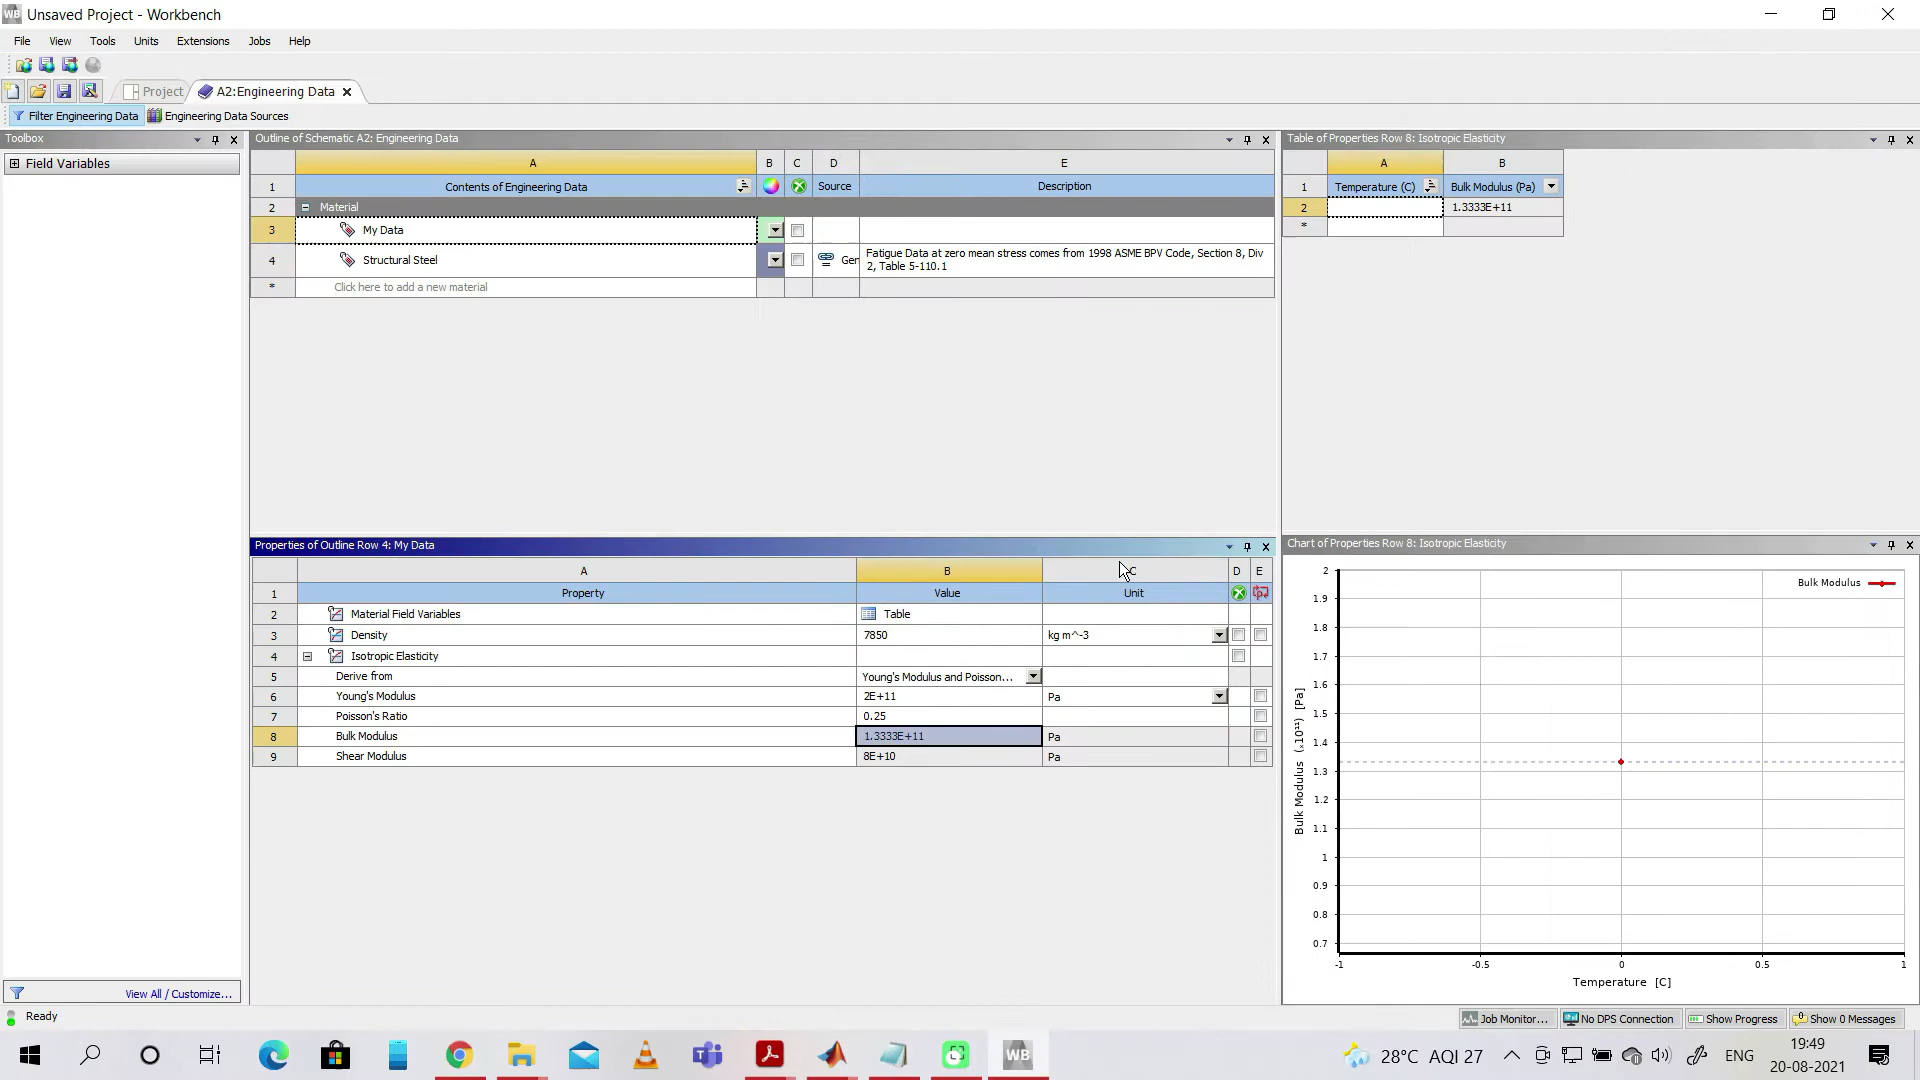 Unsaved Project - Workbench
File View Tools Units Extensions Jobs Help
Project A2:Engineering Data
Filter Engineering Data Engineering Data Sources
Toolbox
Field Variables
View All / Customize...
Outline of Schematic A2: Engineering Data
A B C D E
1 Contents of Engineering Data Source Description
2 Material
3 My Data
4 Structural Steel Ger Fatigue Data at zero mean stress comes from 1998 ASME BPV Code, Section 8, Div
2, Table 5-110.1
* Click here to add a new material
Table of Properties Row 8: Isotropic Elasticity
A B
1 Temperature (C) Bulk Modulus (Pa)
2 1.3333E+11
*
Properties of Outline Row 4: My Data
A B C D E
1 Property Value Unit
2 Material Field Variables Table
3 Density 7850 kg m^-3
4 Isotropic Elasticity
5 Derive from Young's Modulus and Poisson...
6 Young's Modulus 2E+11 Pa
7 Poisson's Ratio 0.25
8 Bulk Modulus 1.3333E+11 Pa
9 Shear Modulus 8E+10 Pa
Chart of Properties Row 8: Isotropic Elasticity
Bulk Modulus
2
1.9
1.8
1.7
1.6
1.5
1.4
1.3
1.2
1.1
1
0.9
0.8
0.7
Bulk Modulus (.x10¹¹) [Pa]
-1 -0.5 0 0.5 1
Temperature [C]
Ready
Job Monitor... No DPS Connection Show Progress Show 0 Messages
WB
28°C AQI 27
ENG
19:49
20-08-2021